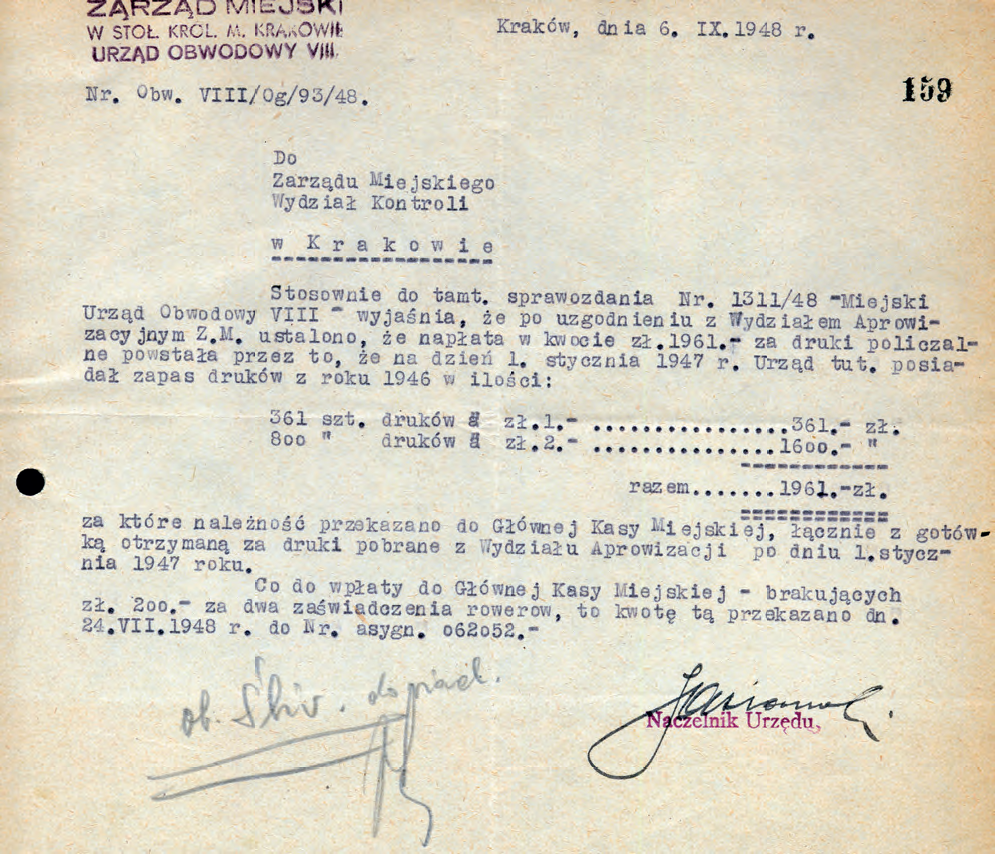 ZARZĄD MIEJSKI
W STOŁ. KRÓL. M. KRAKOWIE
URZĄD OBWODOWY VIII.
Kraków, dnia 6. IX.1948 r.
Nr. Obw. VIII/Og/93/48.
159
Do
Zarządu Miejskiego
Wydział Kontroli
w Krakowie
Stosownie do tamt. sprawozdania Nr. 1311/48 -Miejski
Urząd Obwodowy VIII - wyjaśnia, że po uzgodnieniu z Wydziałem Aprowi-
zacyjnym Z.M. ustalono, że napłata w kwocie zł.1961.- za druki policzal-
ne powstała przez to, że na dzień 1. stycznia 1947 r. Urząd tut. posia-
dał zapas druków z roku 1946 w ilości:
361 szt. druków á zł.1.- ................361.- zł.
800 " druków á zł.2.- ...............1600.- "
razem.......1961.-zł.
za które należność przekazano do Głównej Kasy Miejskiej, łącznie z gotów-
ką otrzymaną za druki pobrane z Wydziału Aprowizacji po dniu 1.stycz-
nia 1947 roku.
Co do wpłaty do Głównej Kasy Miejskiej - brakujących
zł. 200.- za dwa zaświadczenia rowerow, to kwotę tą przekazano dn.
24.VII.1948 r. do Nr. asygn. 062052.-
ob.
Naczelnik Urzędu,